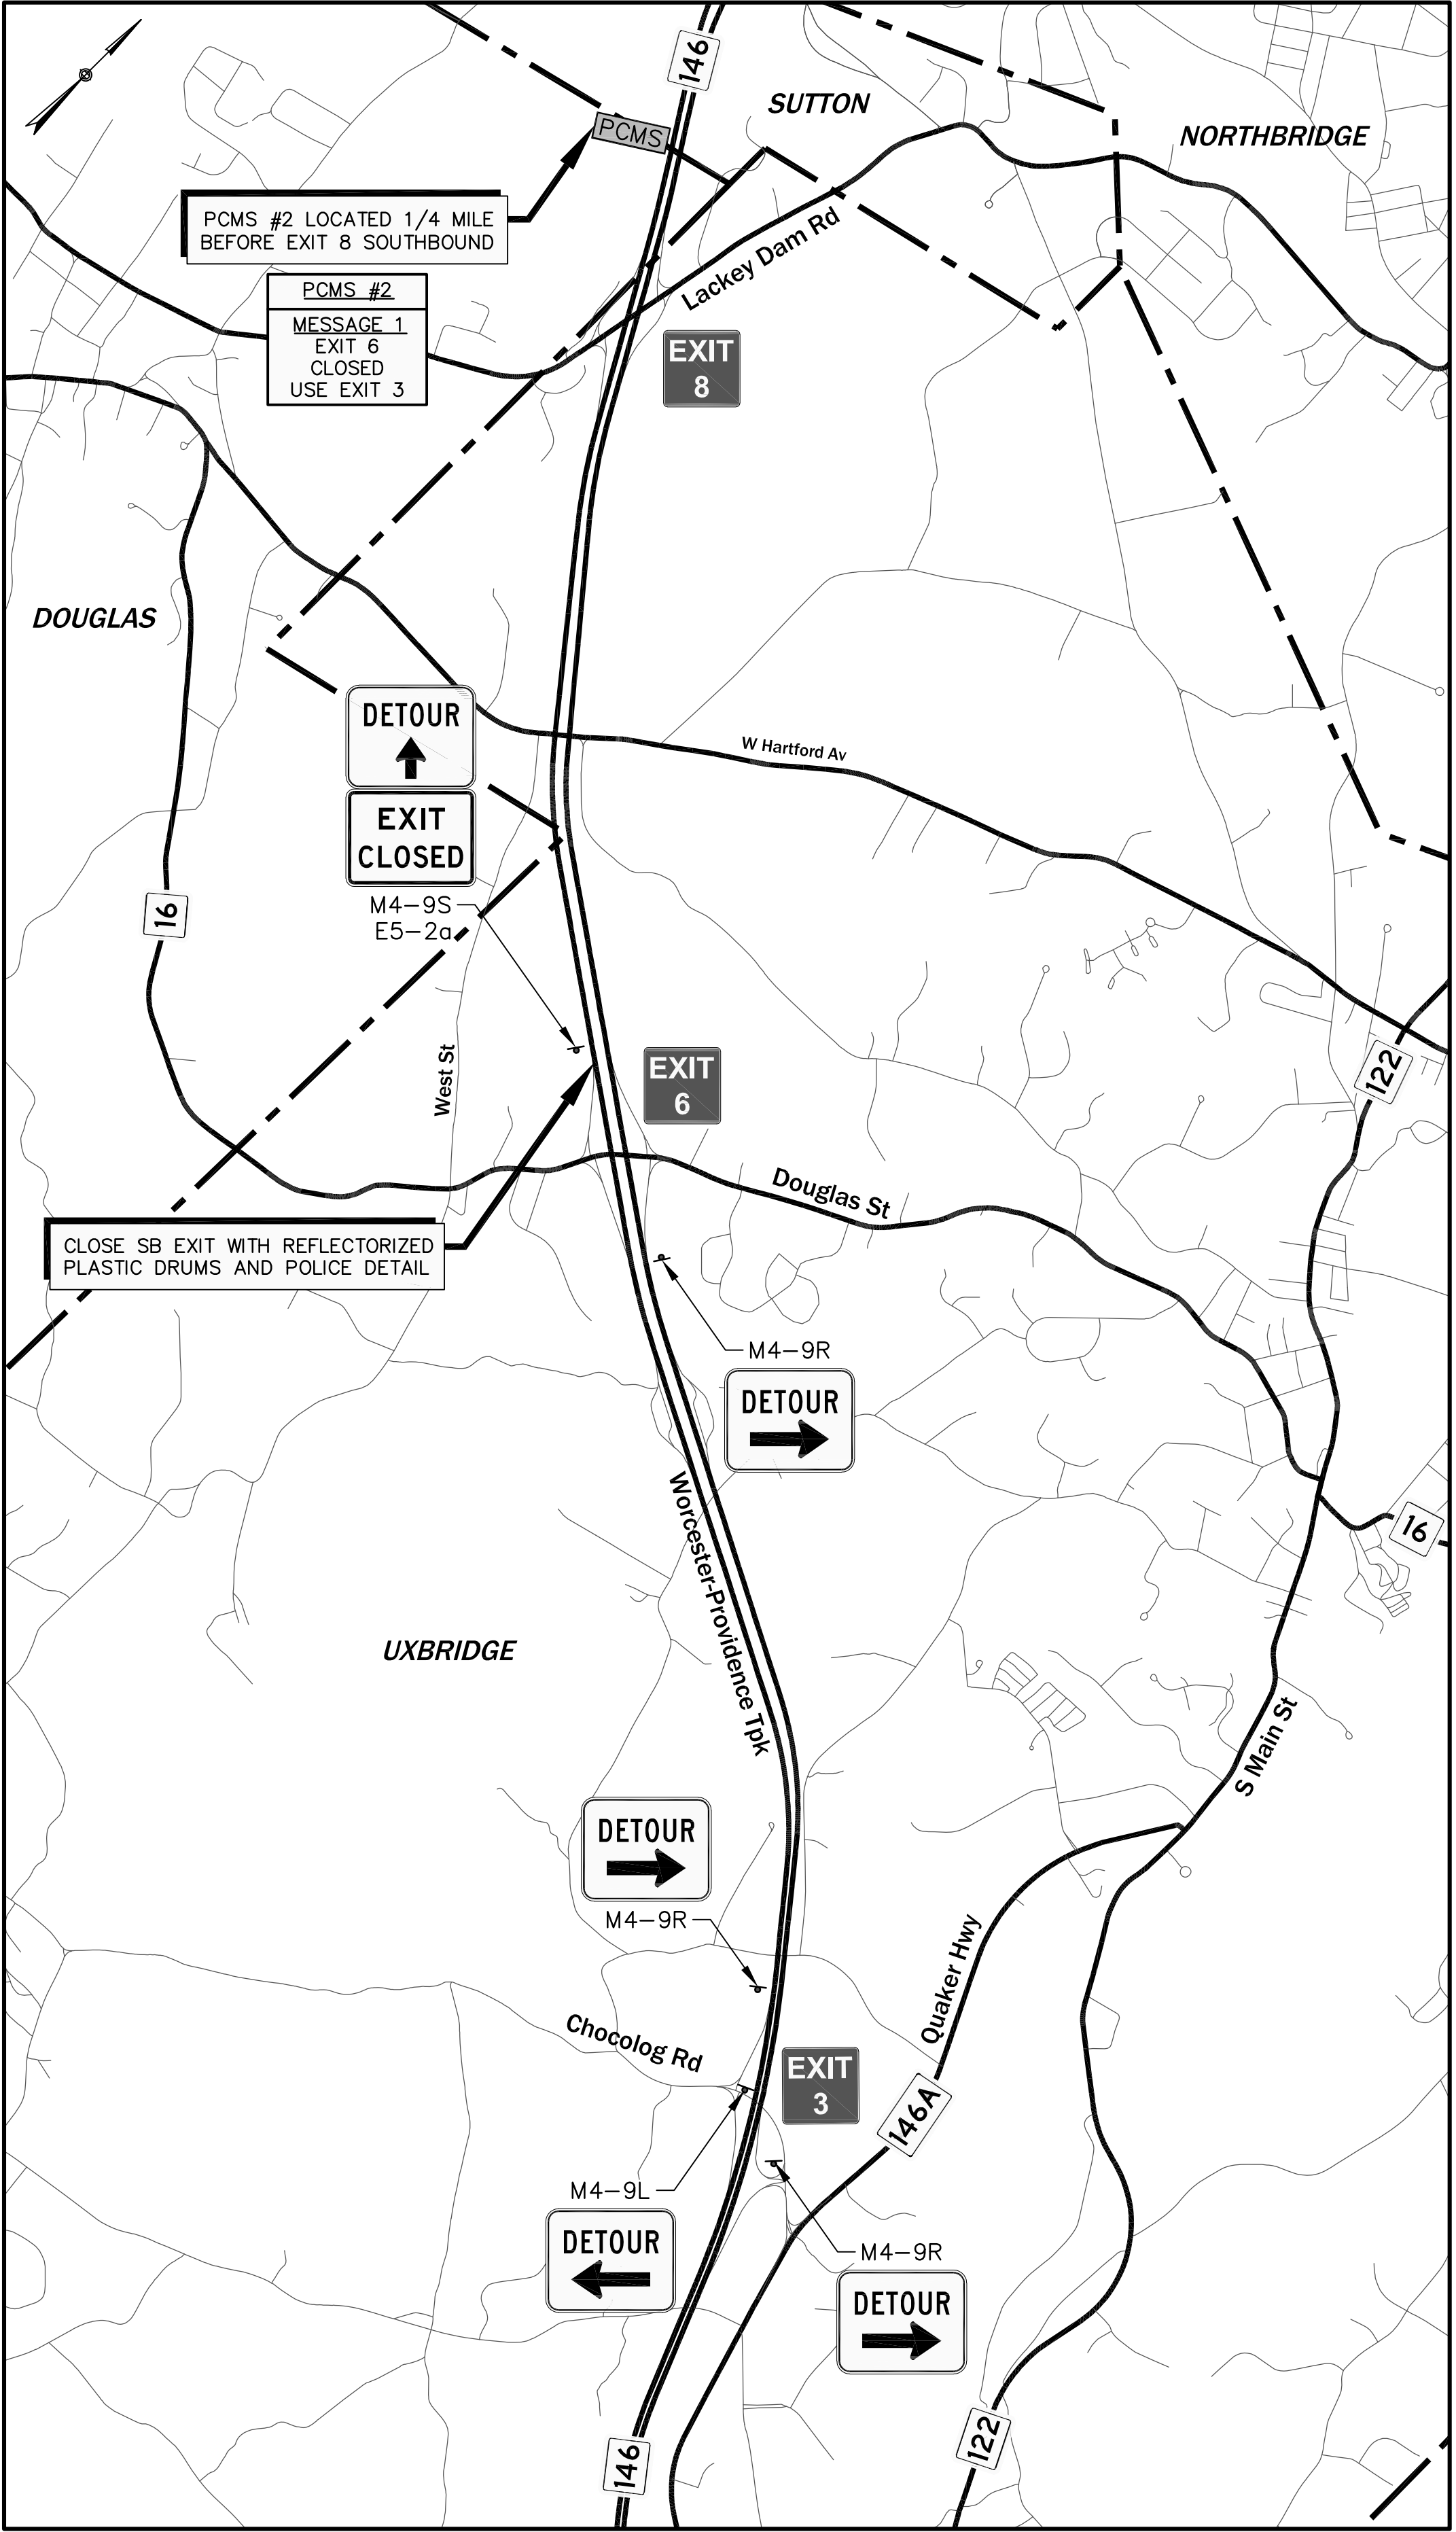 146
SUTTON
NORTHBRIDGE
PCMS
PCMS #2 LOCATED 1/4 MILE
BEFORE EXIT 8 SOUTHBOUND
Lackey Dam Rd
PCMS #2
MESSAGE 1
EXIT 6
CLOSED
USE EXIT 3
EXIT
8
DOUGLAS
DETOUR
EXIT
CLOSED
W Hartford Av
M4-9S
E5-2a
16
West St
EXIT
6
122
Douglas St
CLOSE SB EXIT WITH REFLECTORIZED
PLASTIC DRUMS AND POLICE DETAIL
M4-9R
DETOUR
Worcester-Providence Tpk
16
UXBRIDGE
S Main St
DETOUR
M4-9R
Quaker Hwy
Chocolog Rd
EXIT
3
146A
M4-9L
DETOUR
M4-9R
DETOUR
146
122